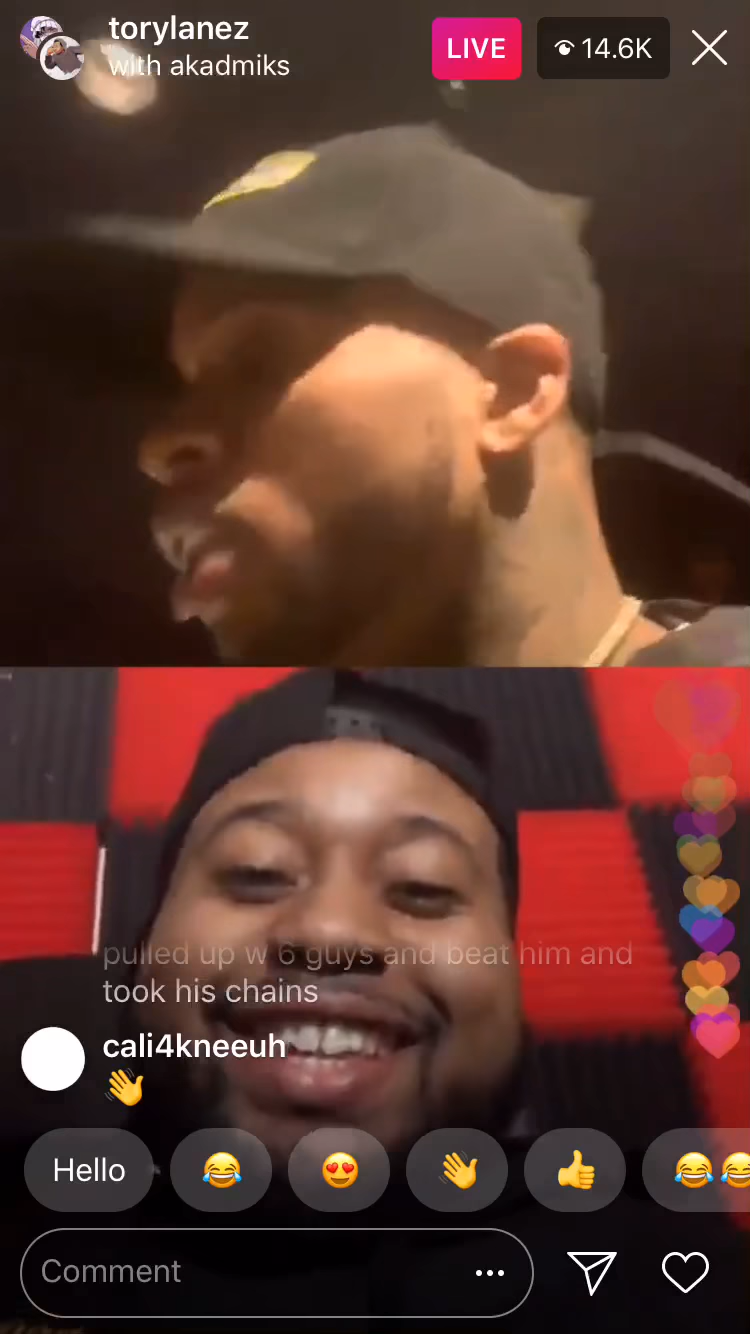 torylanez
with akadmiks
LIVE
14.6K
pulled up w 6 guys and beat him and
took his chains
cali4kneeuh
👋
Hello
😂
😍
👋
👍
😂😂
Comment